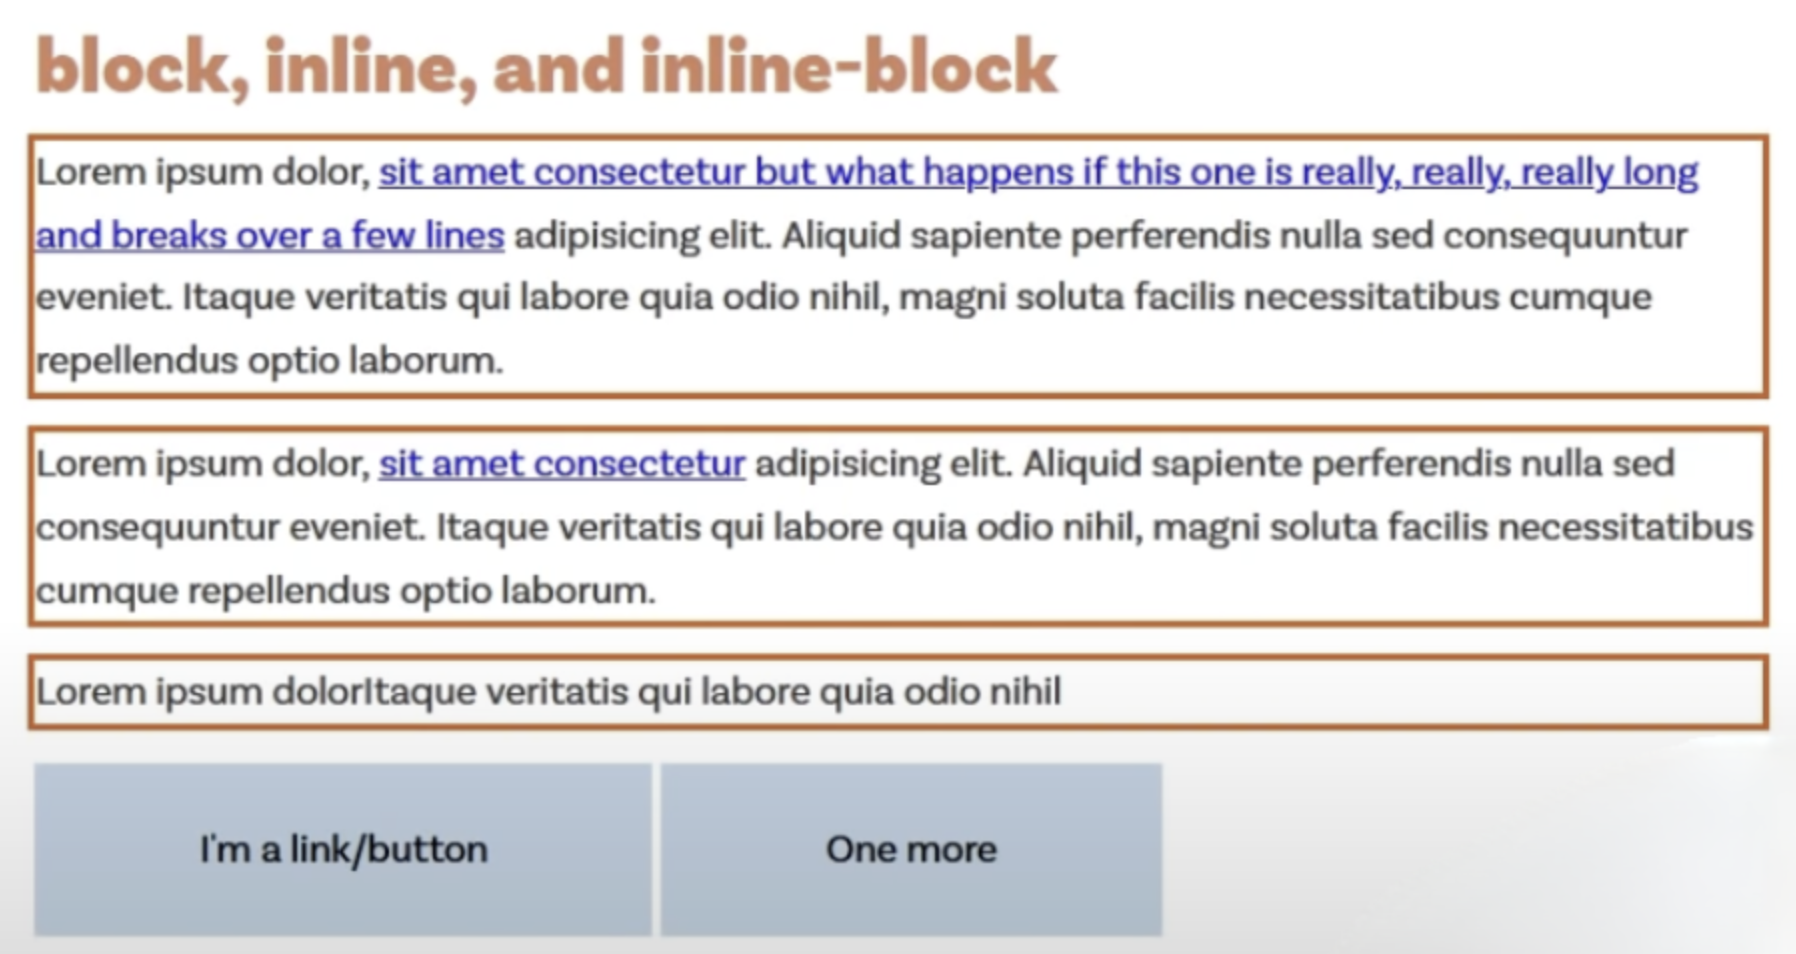 block, inline, and inline-block
Lorem ipsum dolor, sit amet consectetur but what happens if this one is really, really, really long
and breaks over a few lines adipisicing elit. Aliquid sapiente perferendis nulla sed consequuntur
eveniet. Itaque veritatis qui labore quia odio nihil, magni soluta facilis necessitatibus cumque
repellendus optio laborum.
Lorem ipsum dolor, sit amet consectetur adipisicing elit. Aliquid sapiente perferendis nulla sed
consequuntur eveniet. Itaque veritatis qui labore quia odio nihil, magni soluta facilis necessitatibus
cumque repellendus optio laborum.
Lorem ipsum dolorItaque veritatis qui labore quia odio nihil
I'm a link/button
One more